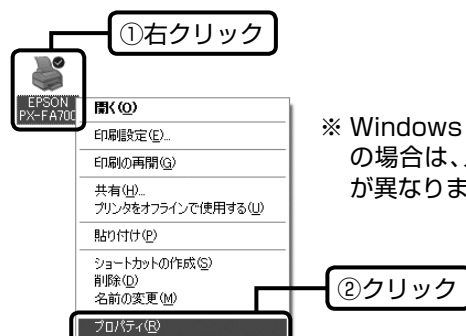 ①右クリック
EPSON
PX-FA700
開く(O)
印刷設定(E)...
印刷の再開(G)
共有(H)...
プリンタをオフラインで使用する(U)
貼り付け(P)
ショートカットの作成(S)
削除(D)
名前の変更(M)
プロパティ(R)
※ Windows
の場合は、
が異なりま
②クリック